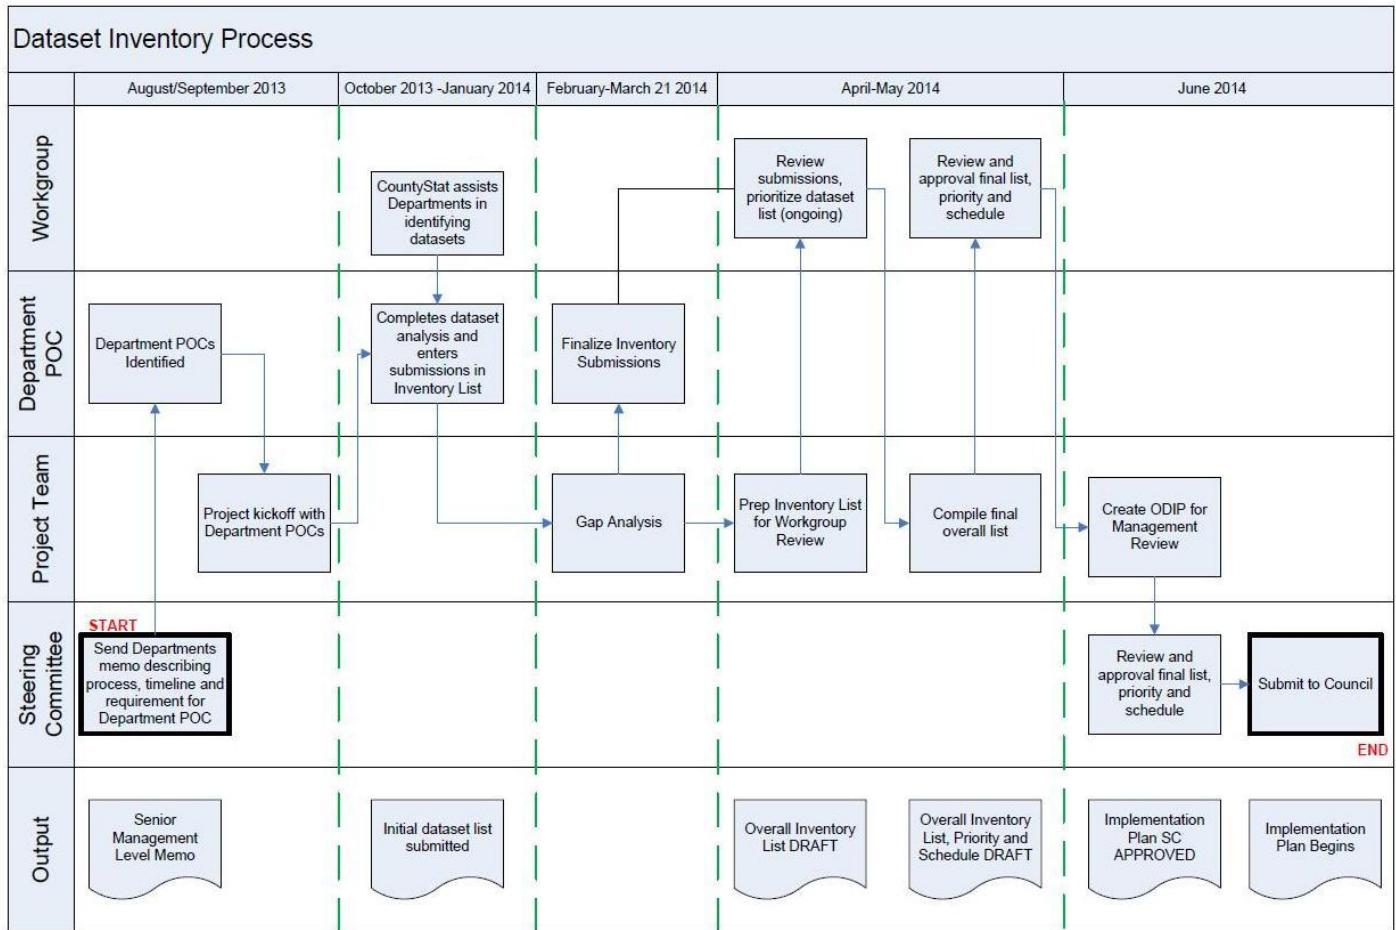 Dataset Inventory Process
August/September 2013
October 2013 -January 2014
February-March 21 2014
April-May 2014
June 2014
Workgroup
CountyStat assists
Departments in
identifying
datasets
Review
submissions,
prioritize dataset
list (ongoing)
Review and
approval final list,
priority and
schedule
Department
POC
Department POCs
Identified
Completes dataset
analysis and
enters
submissions in
Inventory List
Finalize Inventory
Submissions
Project Team
Project kickoff with
Department POCs
Gap Analysis
Prep Inventory List
for Workgroup
Review
Compile final
overall list
Create ODIP for
Management
Review
Steering
Committee
START
Send Departments
memo describing
process, timeline and
requirement for
Department POC
Review and
approval final list,
priority and
schedule
Submit to Council
END
Output
Senior
Management
Level Memo
Initial dataset list
submitted
Overall Inventory
List DRAFT
Overall Inventory
List, Priority and
Schedule DRAFT
Implementation
Plan SC
APPROVED
Implementation
Plan Begins